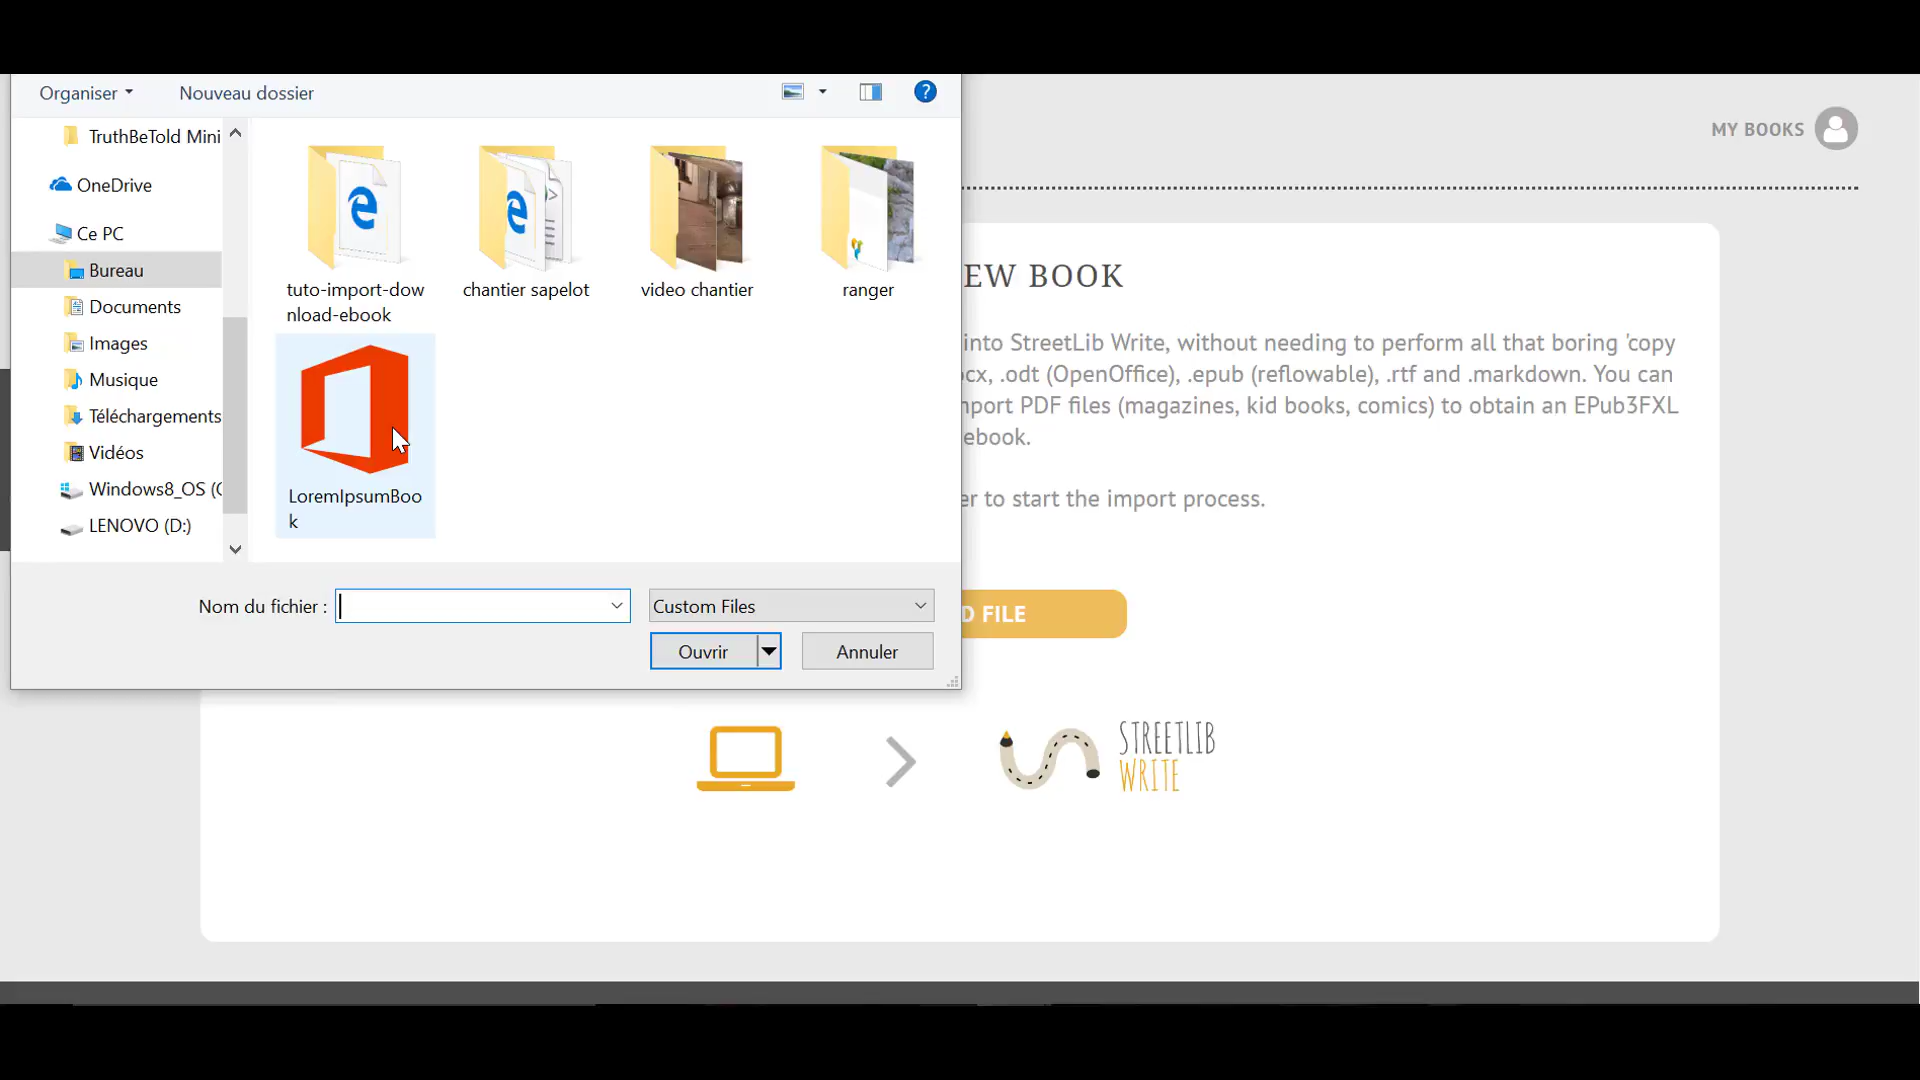 Organiser
Nouveau dossier
?
TruthBeTold Mini
OneDrive
Ce PC
Bureau
Documents
Images
Musique
Téléchargements
Vidéos
Windows8_OS (C
LENOVO (D:)
tuto-import-dow
nload-ebook
chantier sapelot
video chantier
ranger
LoremIpsumBoo
k
Nom du fichier :
Custom Files
Ouvrir
Annuler
MY BOOKS
EW BOOK
into StreetLib Write, without needing to perform all that boring 'copy
ocx, .odt (OpenOffice), .epub (reflowable), .rtf and .markdown. You can
mport PDF files (magazines, kid books, comics) to obtain an EPub3FXL
ebook.
er to start the import process.
D FILE
STREETLIB
WRITE